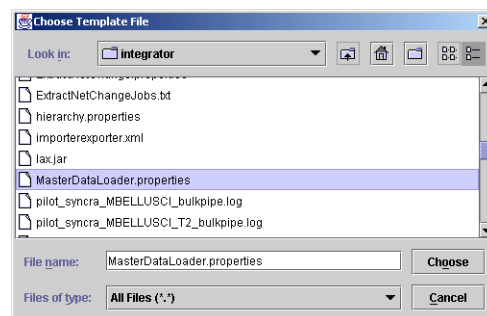 Choose Template File
Look in: integrator
ExtractNetChangeJobs.txt
hierarchy.properties
importerexporter.xml
lax.jar
MasterDataLoader.properties
pilot_syncra_MBELLUSCI_bulkpipe.log
pilot_syncra_MBELLUSCI_T2_bulkpipe.log
File name: MasterDataLoader.properties Choose
Files of type: All Files (*.*) Cancel